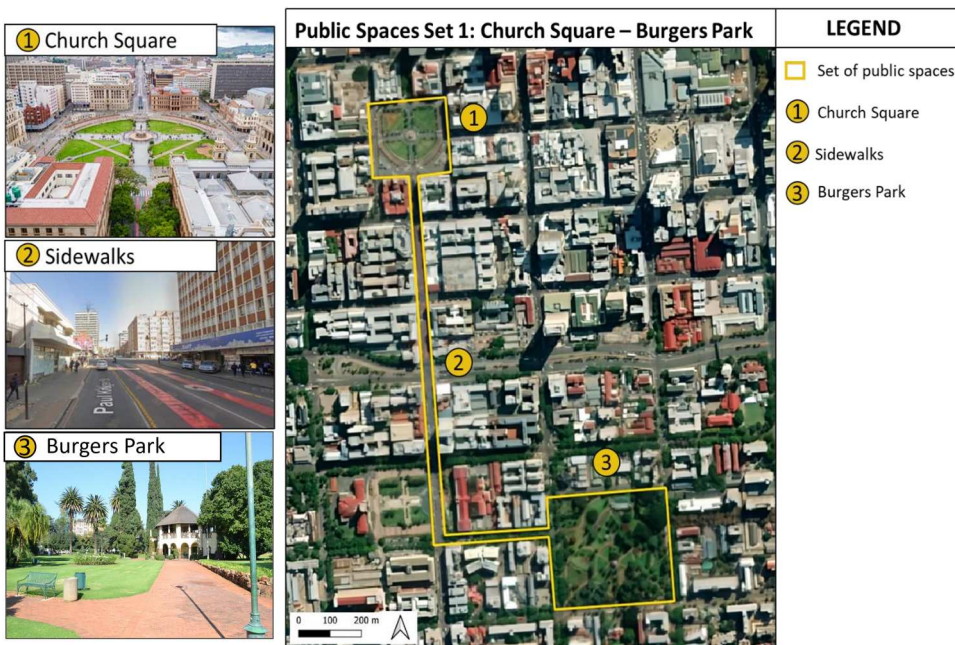 1 Church Square
2 Sidewalks
Paul Kruger
3 Burgers Park
Public Spaces Set 1: Church Square – Burgers Park
1
2
3
0 100 200 m
LEGEND
Set of public spaces
1 Church Square
2 Sidewalks
3 Burgers Park